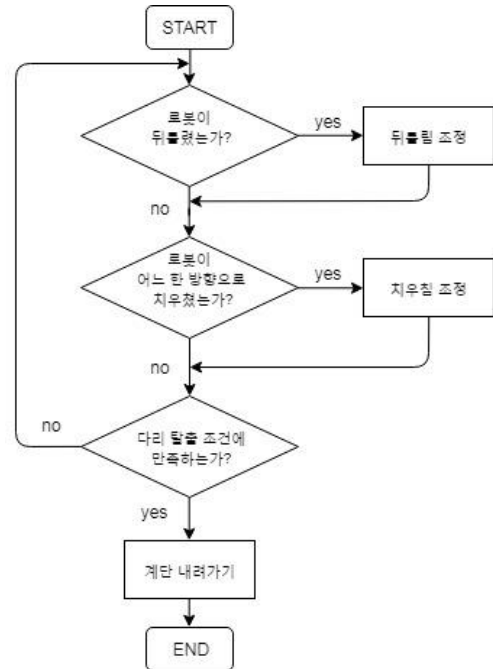 START
로봇이
뒤틀렸는가?
yes
뒤틀림 조정
no
로봇이
어느 한 방향으로
치우쳤는가?
yes
치우침 조정
no
no
다리 탈출 조건에
만족하는가?
yes
계단 내려가기
END